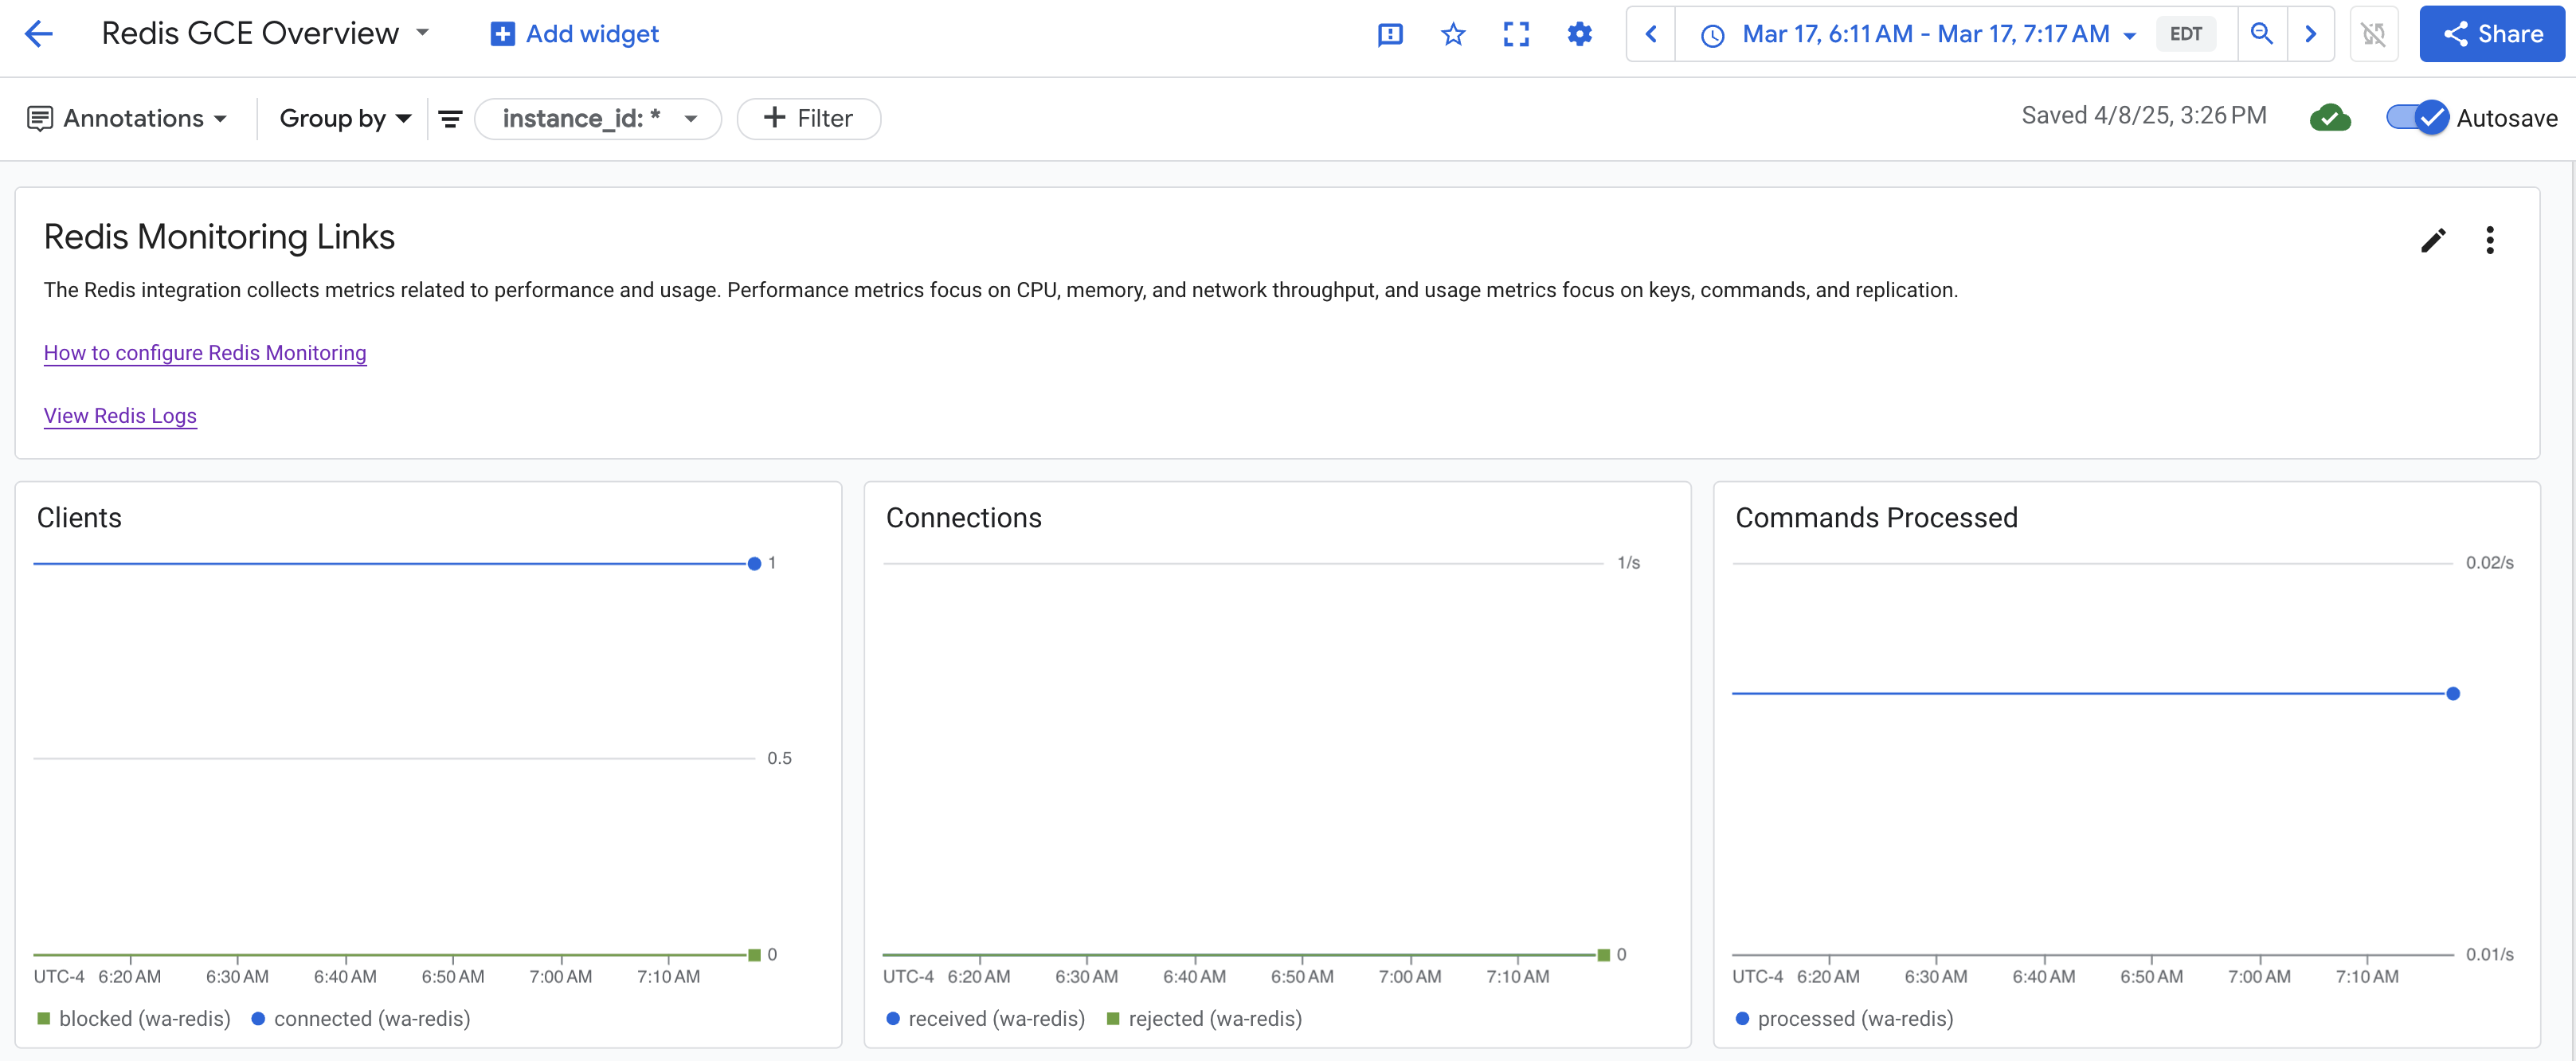 Redis GCE Overview
Add widget
Mar 17, 6:11 AM - Mar 17, 7:17 AM
EDT
Share
Annotations
Group by
instance_id: *
Filter
Saved 4/8/25, 3:26 PM
Autosave
Redis Monitoring Links
The Redis integration collects metrics related to performance and usage. Performance metrics focus on CPU, memory, and network throughput, and usage metrics focus on keys, commands, and replication.
How to configure Redis Monitoring
View Redis Logs
Clients
1
0.5
0
UTC-4 6:20 AM 6:30 AM 6:40 AM 6:50 AM 7:00 AM 7:10 AM
blocked (wa-redis) connected (wa-redis)
Connections
1/s
0
UTC-4 6:20 AM 6:30 AM 6:40 AM 6:50 AM 7:00 AM 7:10 AM
received (wa-redis) rejected (wa-redis)
Commands Processed
0.02/s
0.01/s
UTC-4 6:20 AM 6:30 AM 6:40 AM 6:50 AM 7:00 AM 7:10 AM
processed (wa-redis)